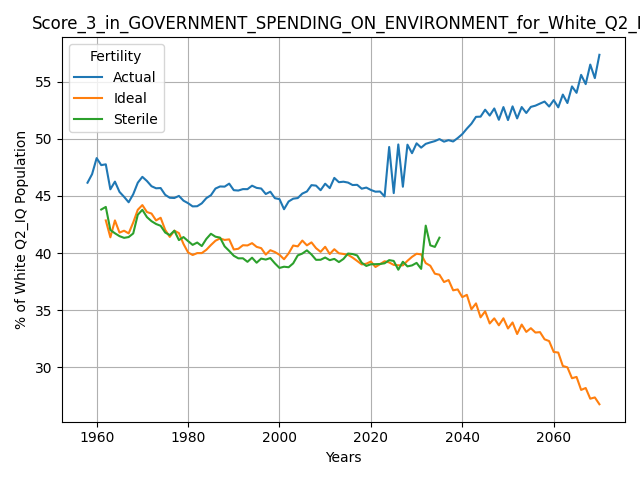 Score_3_in_GOVERNMENT_SPENDING_ON_ENVIRONMENT_for_White_Q2_I
Fertility
Actual
Ideal
Sterile
% of White Q2_IQ Population
55
50
45
40
35
30
1960 1980 2000 2020 2040 2060
Years